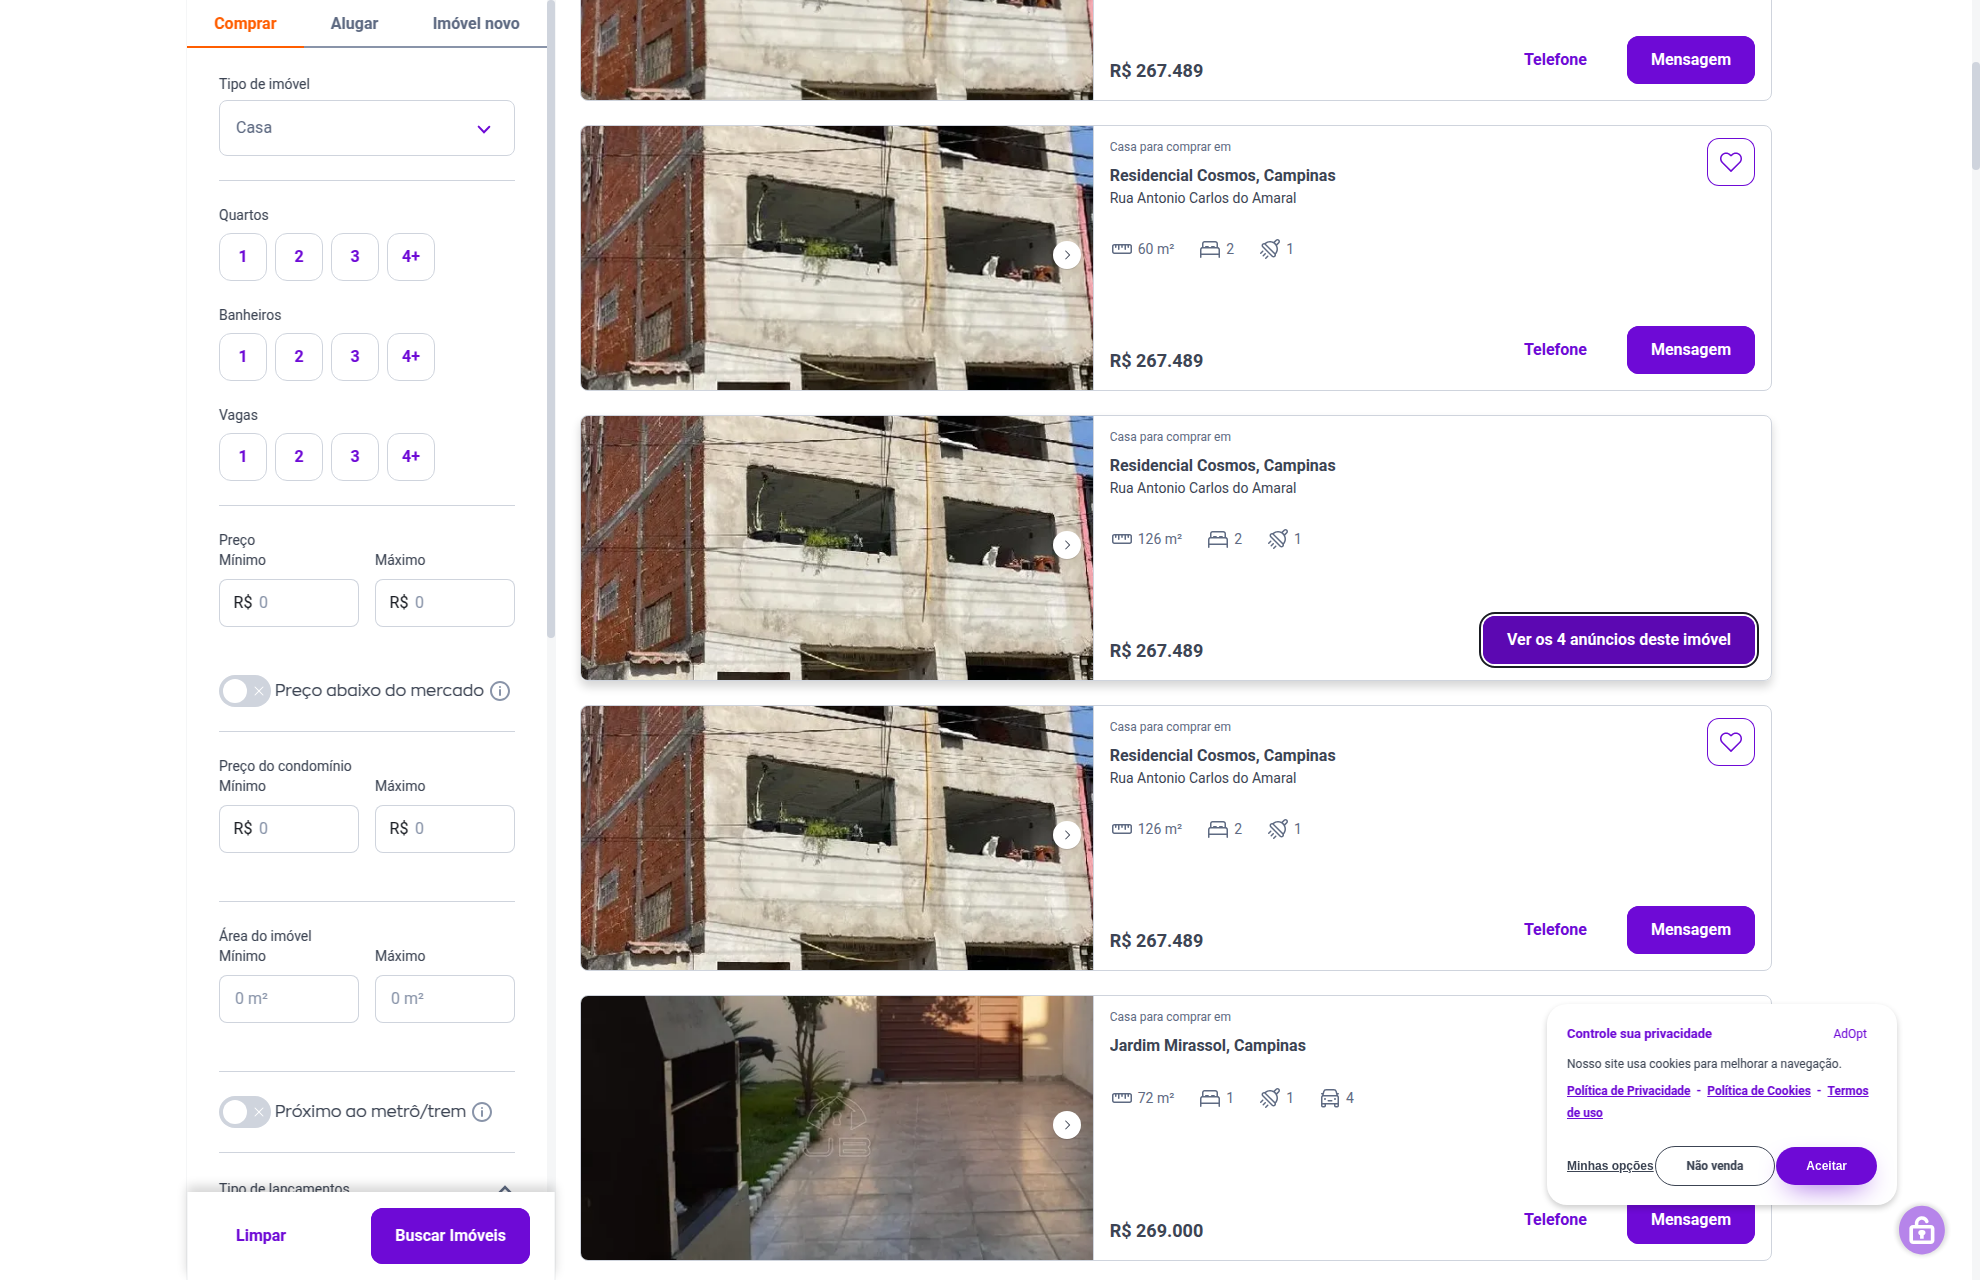 Comprar Alugar Imóvel novo
Tipo de imóvel
Casa
Quartos
1 2 3 4+
Banheiros
1 2 3 4+
Vagas
1 2 3 4+
Preço
Mínimo Máximo
R$ 0 R$ 0
Preço abaixo do mercado
Preço do condomínio
Mínimo Máximo
R$ 0 R$ 0
Área do imóvel
Mínimo Máximo
0 m² 0 m²
Próximo ao metrô/trem
Tipo de lançamentos
Limpar Buscar Imóveis
R$ 267.489
Telefone Mensagem
Casa para comprar em
Residencial Cosmos, Campinas
Rua Antonio Carlos do Amaral
60 m² 2 1
R$ 267.489
Telefone Mensagem
Casa para comprar em
Residencial Cosmos, Campinas
Rua Antonio Carlos do Amaral
126 m² 2 1
R$ 267.489
Ver os 4 anúncios deste imóvel
Casa para comprar em
Residencial Cosmos, Campinas
Rua Antonio Carlos do Amaral
126 m² 2 1
R$ 267.489
Telefone Mensagem
UB
Casa para comprar em
Jardim Mirassol, Campinas
72 m² 1 1 4
R$ 269.000
Telefone Mensagem
Controle sua privacidade AdOpt
Nosso site usa cookies para melhorar a navegação.
Política de Privacidade - Política de Cookies - Termos
de uso
Minhas opções Não venda Aceitar